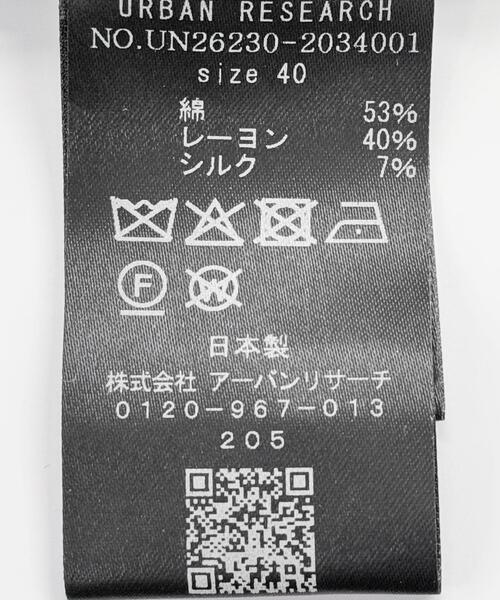 URBAN RESEARCH
NO.UN26230-2034001
size 40
綿 53%
レーヨン 40%
シルク 7%
F
W
日本製
株式会社 アーバンリサーチ
0120-967-013
205